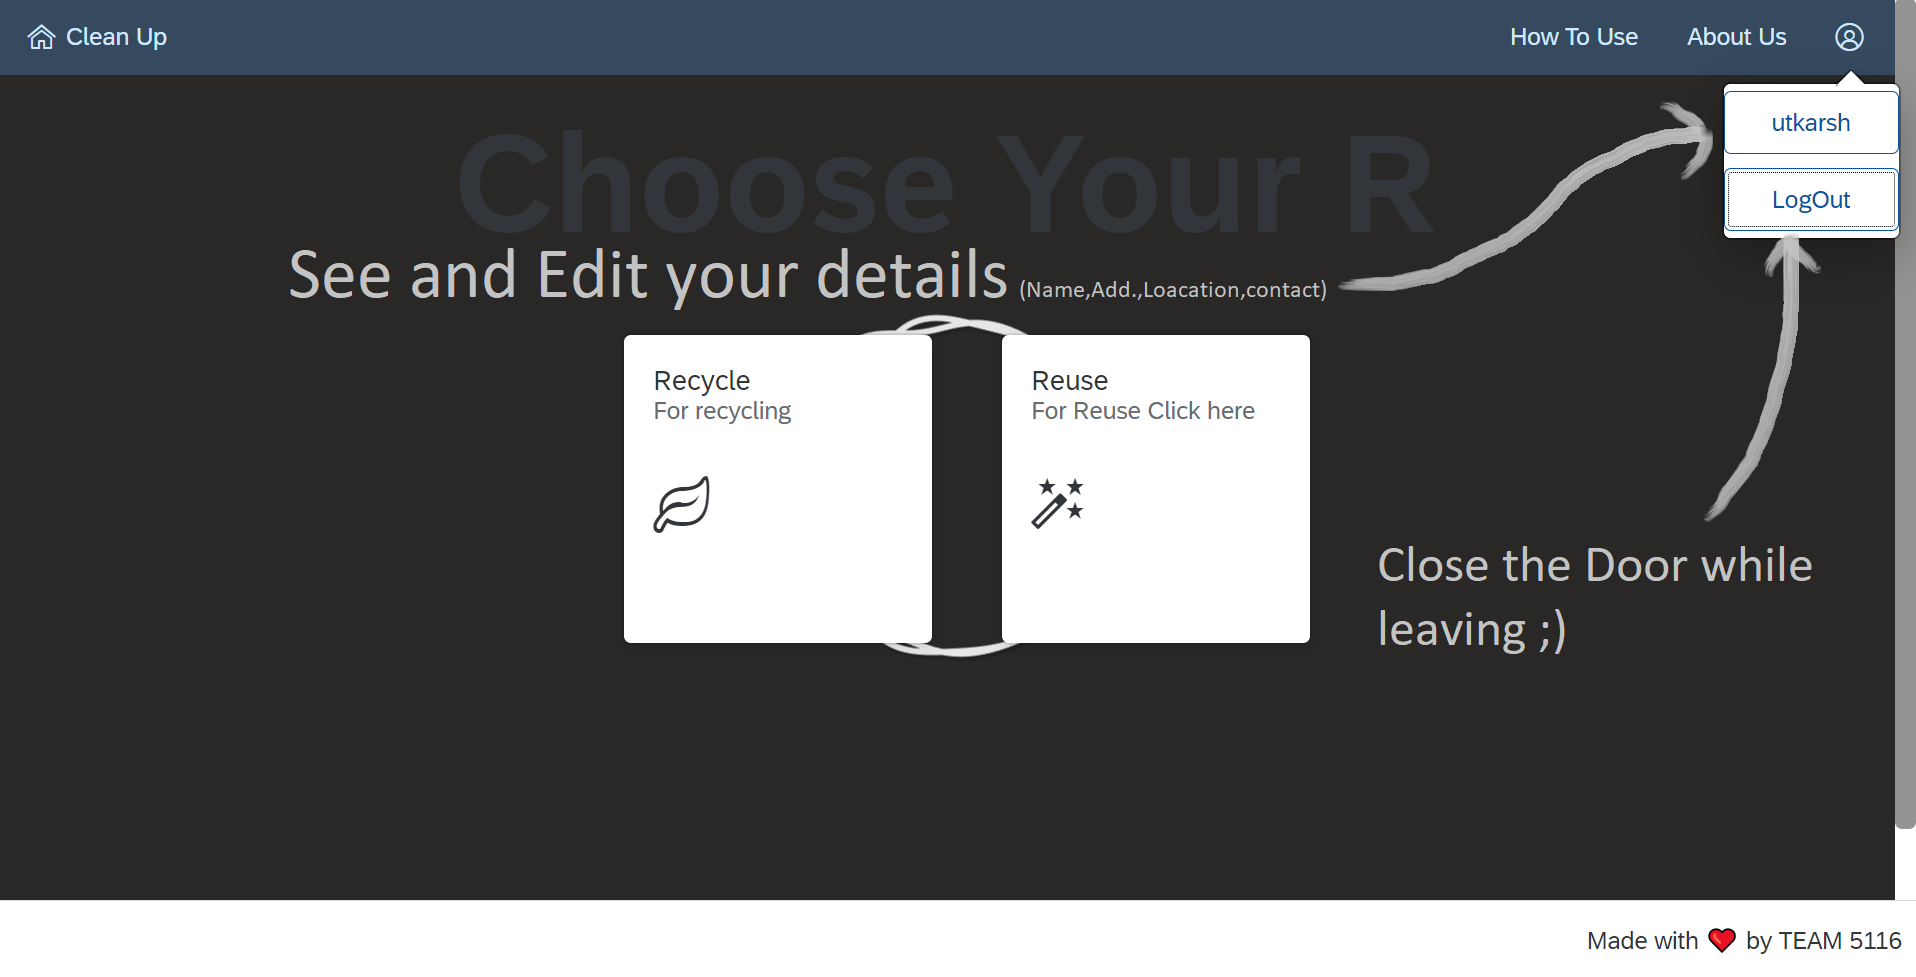 Clean Up
How To Use
About Us
utkarsh
LogOut
Choose Your R
See and Edit your details (Name,Add.,Loacation,contact)
Recycle
For recycling
Reuse
For Reuse Click here
Close the Door while
leaving ;)
Made with ❤️ by TEAM 5116